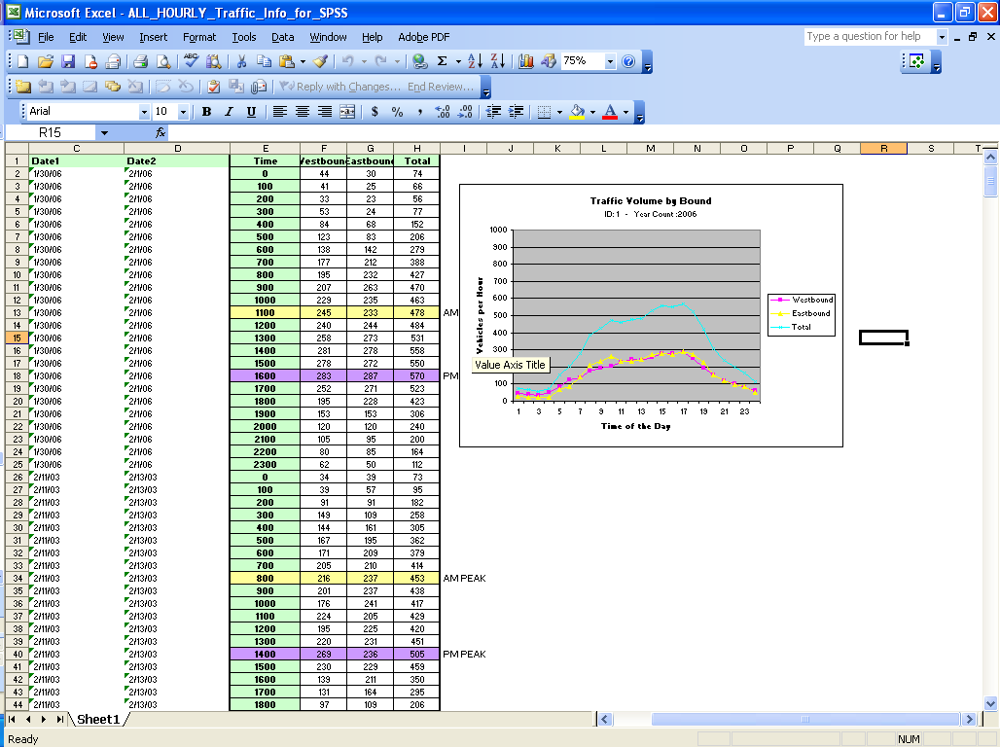 Microsoft Excel - ALL_HOURLY_Traffic_Info_for_SPSS
File Edit View Insert Format Tools Data Window Help Adobe PDF
Type a question for help
75%
Reply with Changes... End Review...
Arial 10 B I U $ % ,
R15 fx
C D E F G H I J K L M N O P Q R S T
1 Date1 Date2 Time Westbound Eastbound Total
2 1/30/06 2/1/06 0 44 30 74
3 1/30/06 2/1/06 100 41 25 66
4 1/30/06 2/1/06 200 33 23 56
5 1/30/06 2/1/06 300 53 24 77
6 1/30/06 2/1/06 400 84 68 152
7 1/30/06 2/1/06 500 123 83 206
8 1/30/06 2/1/06 600 138 142 279
9 1/30/06 2/1/06 700 177 212 388
10 1/30/06 2/1/06 800 195 232 427
11 1/30/06 2/1/06 900 207 263 470
12 1/30/06 2/1/06 1000 229 235 463
13 1/30/06 2/1/06 1100 245 233 478 AM
14 1/30/06 2/1/06 1200 240 244 484
15 1/30/06 2/1/06 1300 258 273 531
16 1/30/06 2/1/06 1400 281 278 558
17 1/30/06 2/1/06 1500 278 272 550
18 1/30/06 2/1/06 1600 283 287 570 PM
19 1/30/06 2/1/06 1700 252 271 523
20 1/30/06 2/1/06 1800 195 228 423
21 1/30/06 2/1/06 1900 153 153 306
22 1/30/06 2/1/06 2000 120 120 240
23 1/30/06 2/1/06 2100 105 95 200
24 1/30/06 2/1/06 2200 80 85 164
25 1/30/06 2/1/06 2300 62 50 112
26 2/11/03 2/13/03 0 34 39 73
27 2/11/03 2/13/03 100 39 57 95
28 2/11/03 2/13/03 200 91 91 182
29 2/11/03 2/13/03 300 149 109 258
30 2/11/03 2/13/03 400 144 161 305
31 2/11/03 2/13/03 500 167 195 362
32 2/11/03 2/13/03 600 171 209 379
33 2/11/03 2/13/03 700 205 210 414
34 2/11/03 2/13/03 800 216 237 453 AM PEAK
35 2/11/03 2/13/03 900 201 237 438
36 2/11/03 2/13/03 1000 176 241 417
37 2/11/03 2/13/03 1100 224 205 429
38 2/11/03 2/13/03 1200 195 225 420
39 2/11/03 2/13/03 1300 220 231 451
40 2/11/03 2/13/03 1400 269 236 505 PM PEAK
41 2/11/03 2/13/03 1500 230 229 459
42 2/11/03 2/13/03 1600 139 211 350
43 2/11/03 2/13/03 1700 131 164 295
44 2/11/03 2/13/03 1800 97 109 206
Traffic Volume by Bound
ID: 1 - Year Count :2006
1000
900
800
700
600
500
400
300
100
0
Vehicles per Hour
Value Axis Title
1 3 5 7 9 11 13 15 17 19 21 23
Time of the Day
Westbound
Eastbound
Total
Sheet1
Ready
NUM